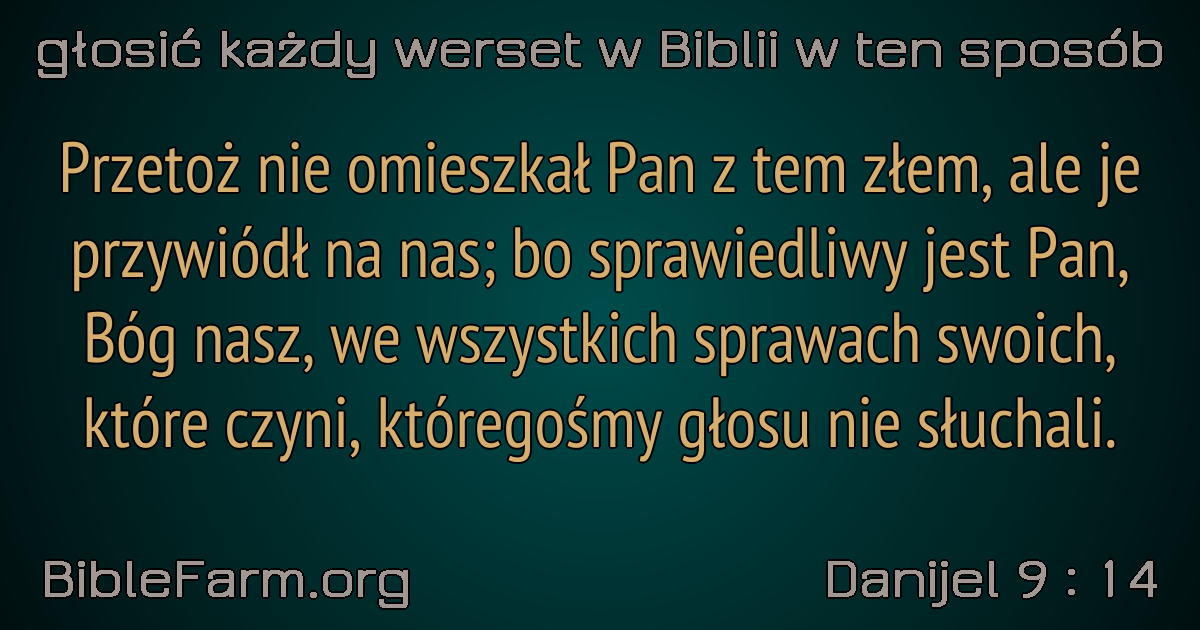 głosić każdy werset w Biblii w ten sposób
Przetoż nie omieszkał Pan z tem złem, ale je
przywiódł na nas; bo sprawiedliwy jest Pan,
Bóg nasz, we wszystkich sprawach swoich,
które czyni, któregośmy głosu nie słuchali.
BibleFarm.org
Danijel 9 : 14